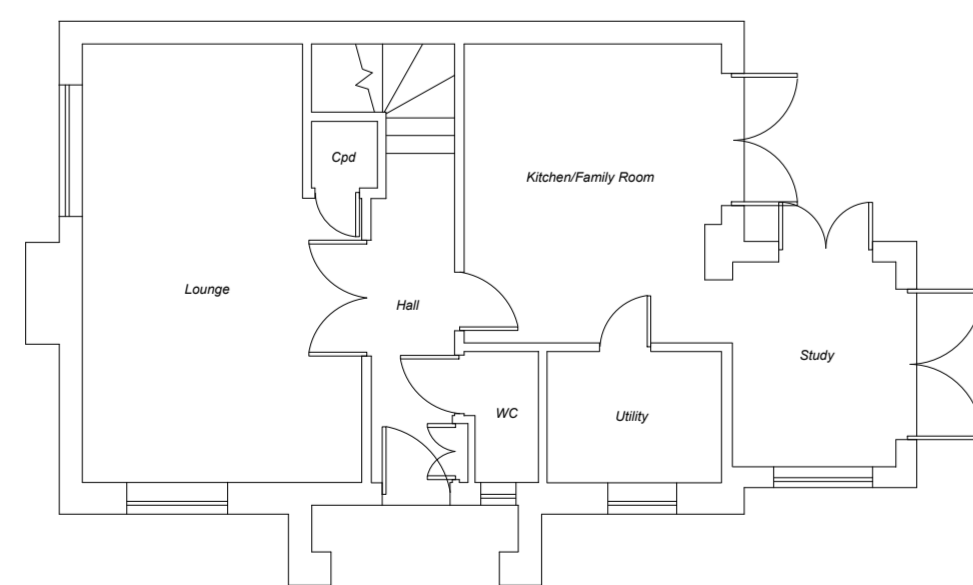 Cpd
Kitchen/Family Room
Lounge
Hall
Study
WC
Utility